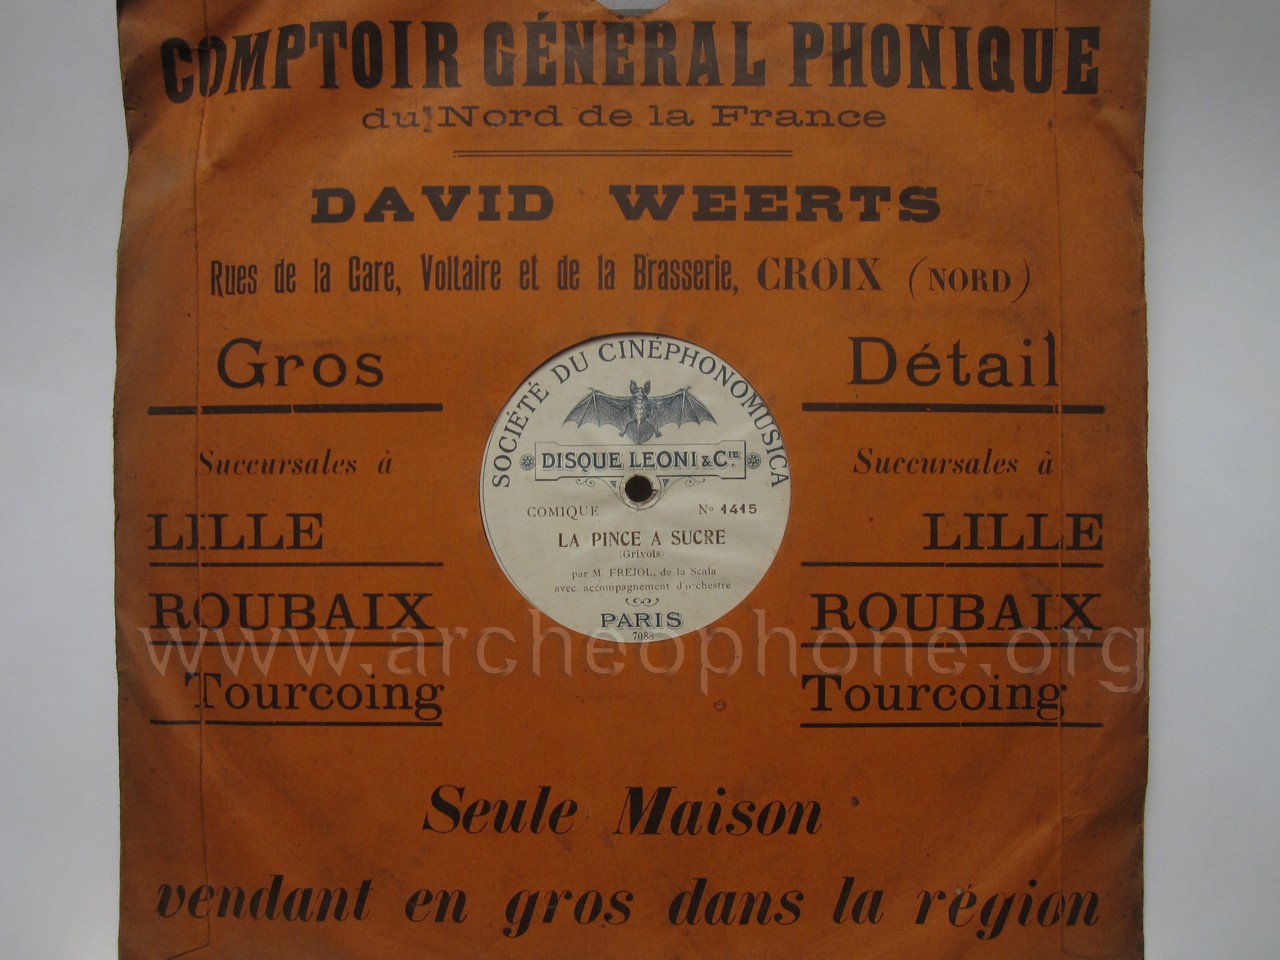 COMPTOIR GÉNÉRAL PHONIQUE
du Nord de la France
DAVID WEERTS
Rues de la Gare, Voltaire et de la Brasserie, CROIX (NORD)
Gros
Succursales à
LILLE
ROUBAIX
Tourcoing
Détail
Succursales à
LILLE
ROUBAIX
Tourcoing
SOCIÉTÉ DU CINÉPHONOMUSICA
DISQUE LEONI & CIE.
COMIQUE No 1415
LA PINCE A SUCRE
(Grivois)
par M. FREJOL, de la Scala
avec accompagnement d'orchestre
PARIS
7088
www.archeophone.org
Seule Maison
vendant en gros dans la région